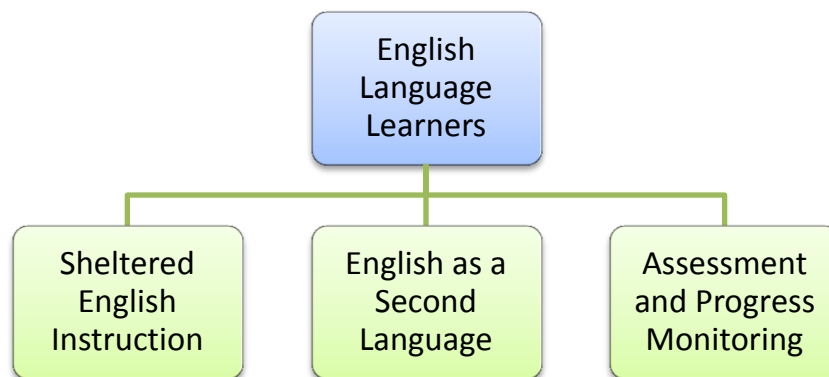 English
Language
Learners
Sheltered
English
Instruction
English as a
Second
Language
Assessment
and Progress
Monitoring